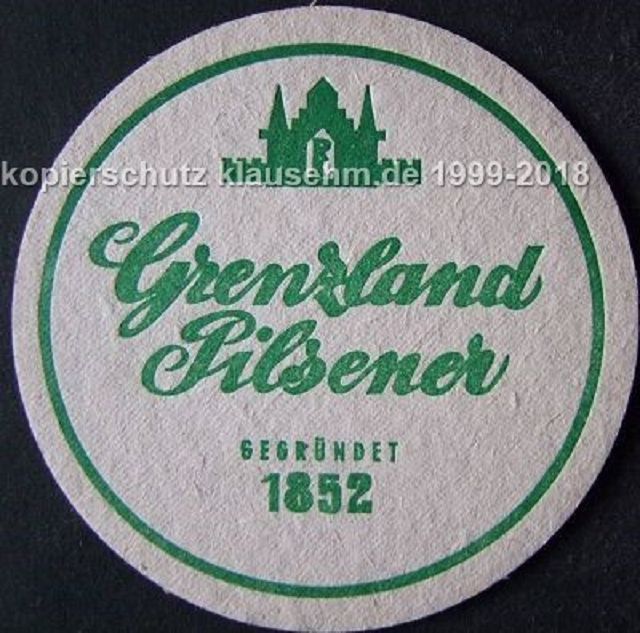 R
kopierschutz klausehm.de 1999-2018
Grenzland
Pilsener
GEGRÜNDET
1852